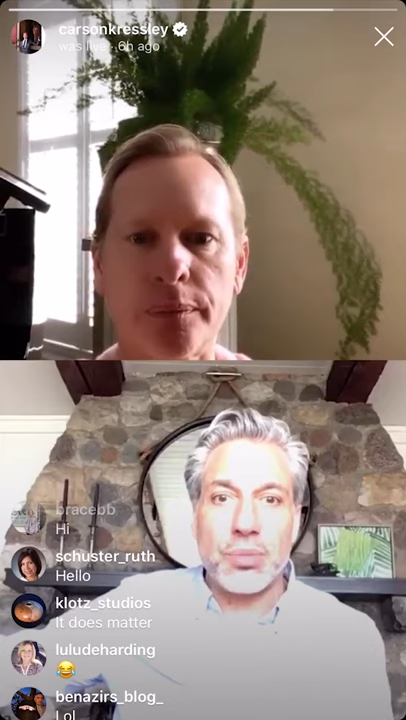 carsonkressley
was live · 6h ago
bracebb
Hi
schuster_ruth
Hello
klotz_studios
It does matter
luludeharding
😂
benazirs_blog_
Lol